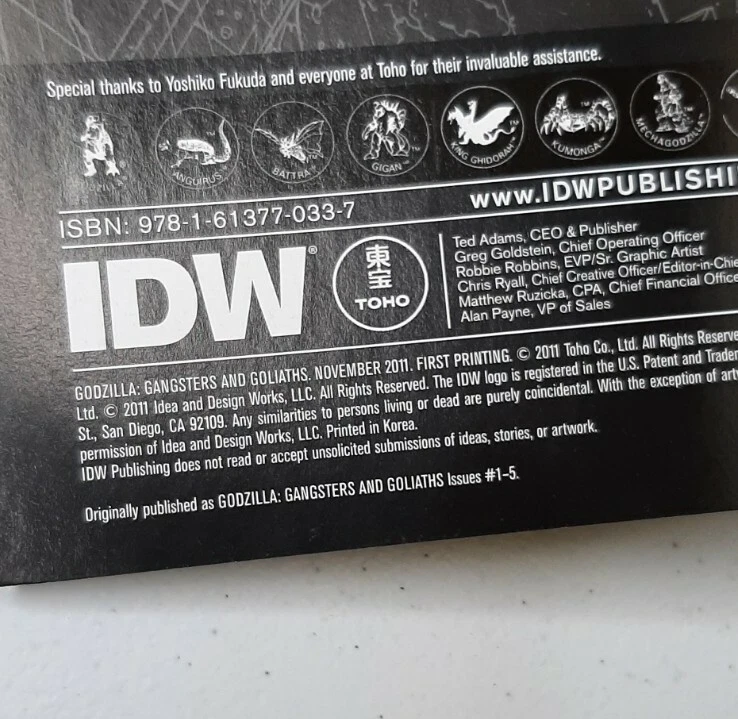 Special thanks to Yoshiko Fukuda and everyone at Toho for their invaluable assistance.
ANGUIRUS™ BATTRA™ GIGAN™ KING GHIDORAH™ KUMONGA™ MECHAGODZILLA™
ISBN: 978-1-61377-033-7
www.IDWPUBLISHI
IDW®
東宝
TOHO
Ted Adams, CEO & Publisher
Greg Goldstein, Chief Operating Officer
Robbie Robbins, EVP/Sr. Graphic Artist
Chris Ryall, Chief Creative Officer/Editor-in-Chie
Matthew Ruzicka, CPA, Chief Financial Office
Alan Payne, VP of Sales
GODZILLA: GANGSTERS AND GOLIATHS. NOVEMBER 2011. FIRST PRINTING. © 2011 Toho Co., Ltd. All Rights Reserve
Ltd. © 2011 Idea and Design Works, LLC. All Rights Reserved. The IDW logo is registered in the U.S. Patent and Trader
St., San Diego, CA 92109. Any similarities to persons living or dead are purely coincidental. With the exception of art
permission of Idea and Design Works, LLC. Printed in Korea.
IDW Publishing does not read or accept unsolicited submissions of ideas, stories, or artwork.
Originally published as GODZILLA: GANGSTERS AND GOLIATHS Issues #1–5.